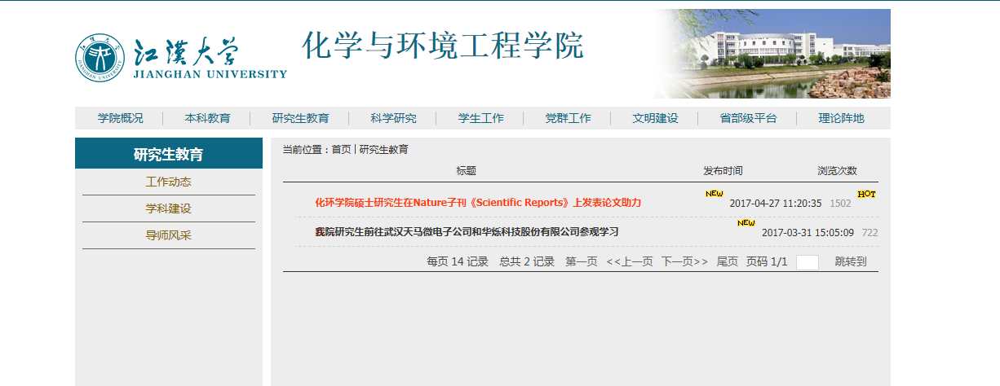 江漢大学
JIANGHAN UNIVERSITY
化学与环境工程学院
学院概况 本科教育 研究生教育 科学研究 学生工作 党群工作 文明建设 省部级平台 理论阵地
研究生教育
工作动态
学科建设
导师风采
当前位置：首页 | 研究生教育
标题 发布时间 浏览次数
化环学院硕士研究生在Nature子刊《Scientific Reports》上发表论文助力 NEW 2017-04-27 11:20:35 1502 HOT
我院研究生前往武汉天马微电子公司和华烁科技股份有限公司参观学习 NEW 2017-03-31 15:05:09 722
每页 14 记录 总共 2 记录 第一页 <<上一页 下一页>> 尾页 页码 1/1 跳转到